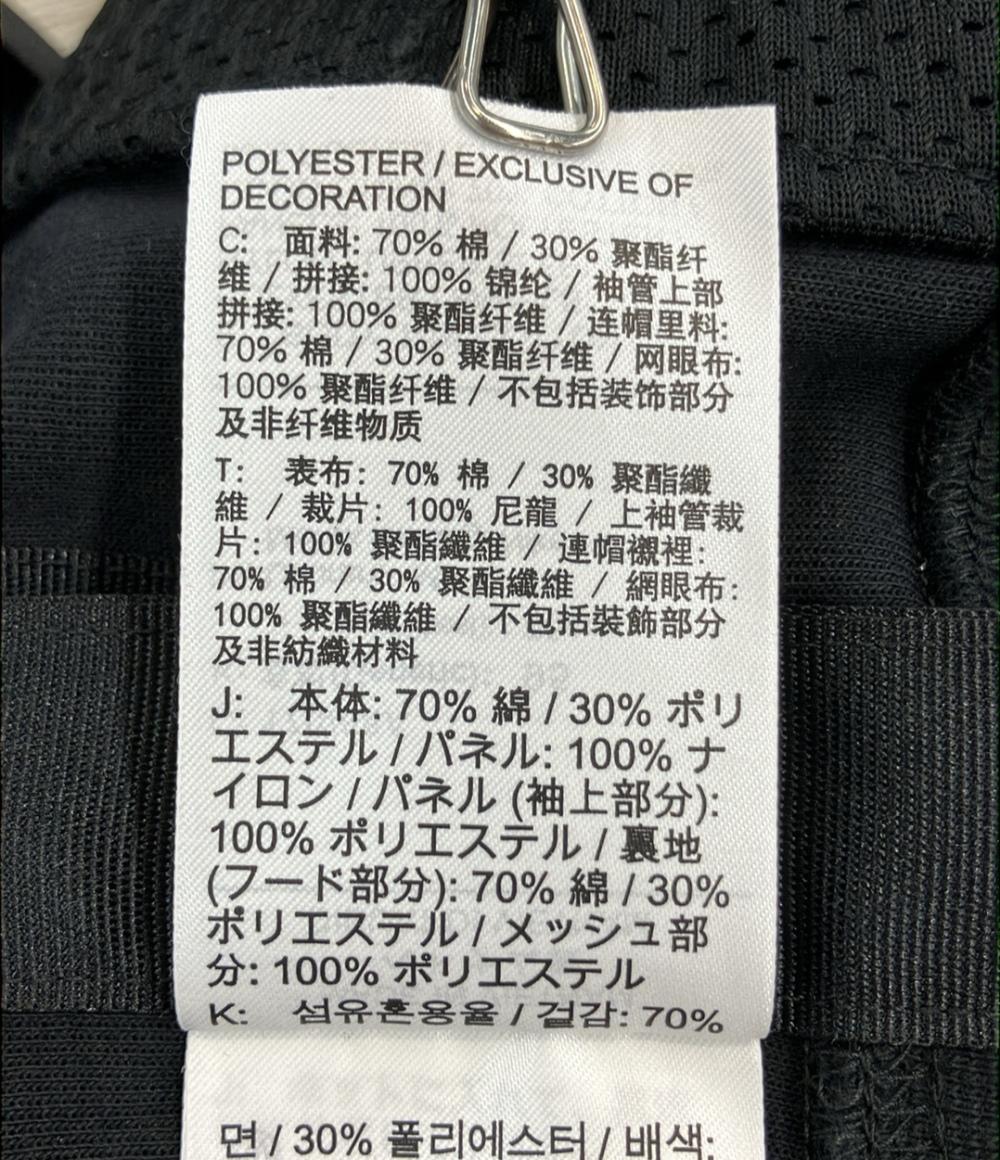 POLYESTER / EXCLUSIVE OF
DECORATION
C: 面料: 70% 棉 / 30% 聚酯纤
维 / 拼接: 100% 锦纶 / 袖管上部
拼接: 100% 聚酯纤维 / 连帽里料:
70% 棉 / 30% 聚酯纤维 / 网眼布:
100% 聚酯纤维 / 不包括装饰部分
及非纤维物质
T: 表布: 70% 棉 / 30% 聚酯纖
維 / 裁片: 100% 尼龍 / 上袖管裁
片: 100% 聚酯纖維 / 連帽襯裡:
70% 棉 / 30% 聚酯纖維 / 網眼布:
100% 聚酯纖維 / 不包括裝飾部分
及非紡織材料
J: 本体: 70% 綿 / 30% ポリ
エステル / パネル: 100% ナ
イロン / パネル (袖上部分):
100% ポリエステル / 裏地
(フード部分): 70% 綿 / 30%
ポリエステル / メッシュ部
分: 100% ポリエステル
K: 섬유혼용율 / 겉감: 70%
면 / 30% 폴리에스터 / 배색: